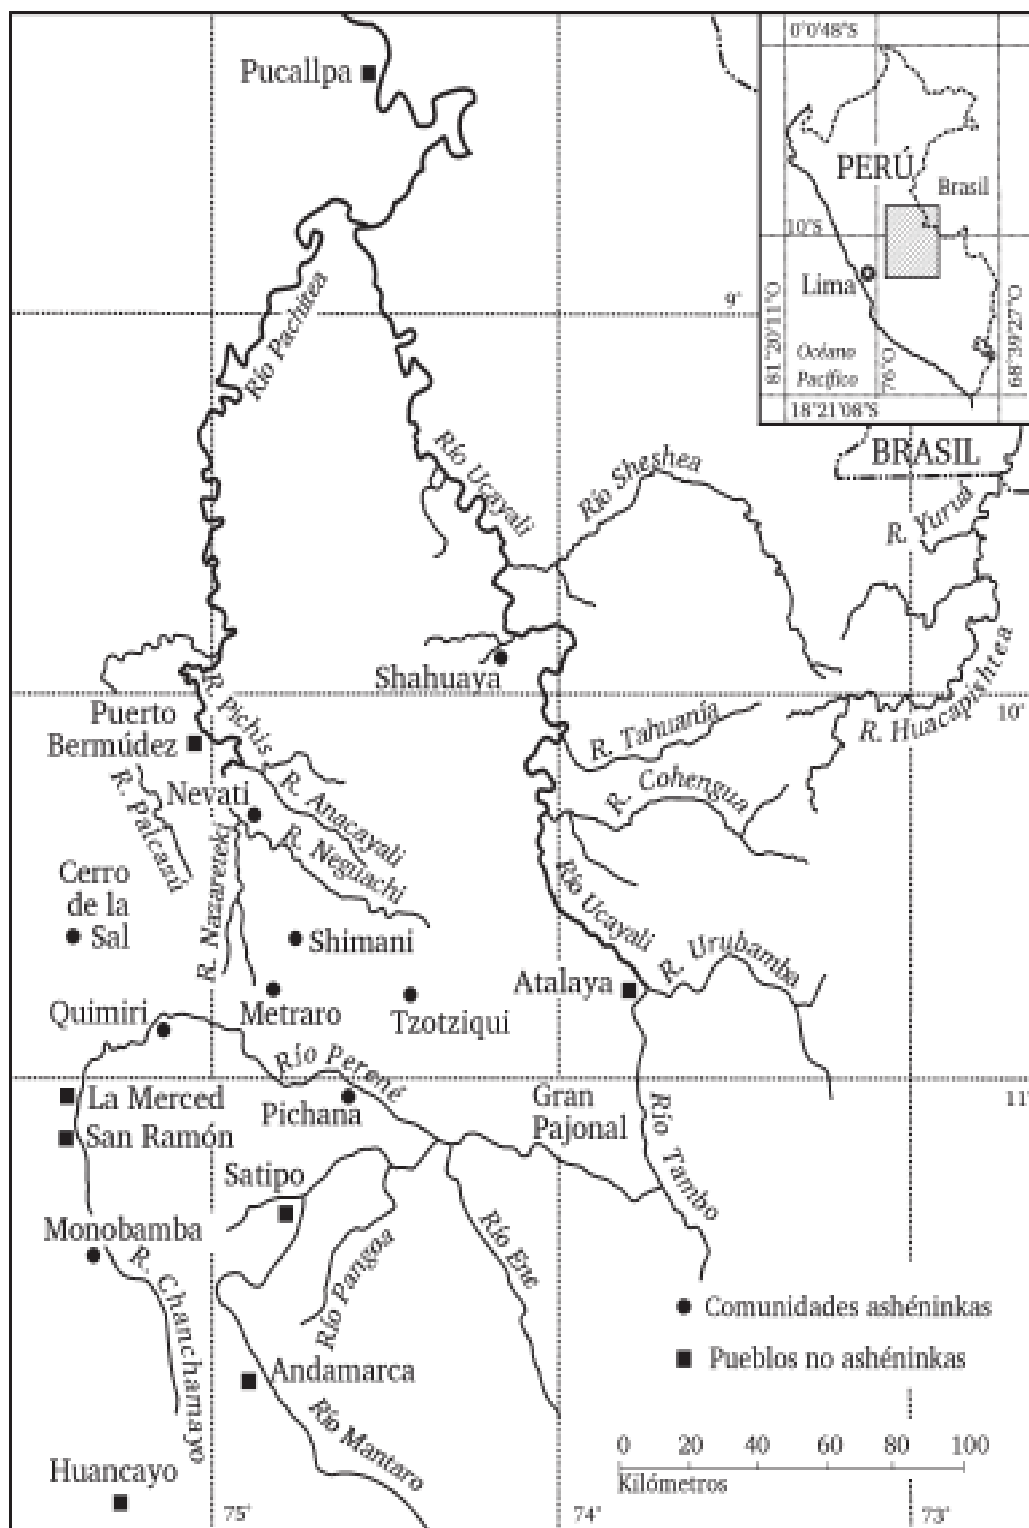 Pucallpa
0°0'48"S
PERÚ
Brasil
10°S
Lima
81°20'11"O
Océano
Pacífico
76°O
68°39'27"O
18°21'08"S
9°
Río Pachitea
Río Ucayali
Río Sheshea
BRASIL
R. Yuruá
Shahuaya
R. Huacapishtea
10°
R. Pichis
Puerto
Bermúdez
R. Tahuanía
R. Cohengua
R. Palcazú
Nevati
R. Anacayali
R. Neguachi
R. Nazareteki
Cerro
de la
Sal
Shimani
Río Ucayali
R. Urubamba
Atalaya
Quimiri
Metraro
Tzotziqui
Río Perené
11°
La Merced
Pichana
Gran
Pajonal
San Ramón
Río Tambo
Satipo
Monobamba
R. Chanchamayo
Río Pangoa
Río Ene
Comunidades ashéninkas
Pueblos no ashéninkas
Andamarca
Río Mantaro
Huancayo
0 20 40 60 80 100
Kilómetros
75°
74°
73°